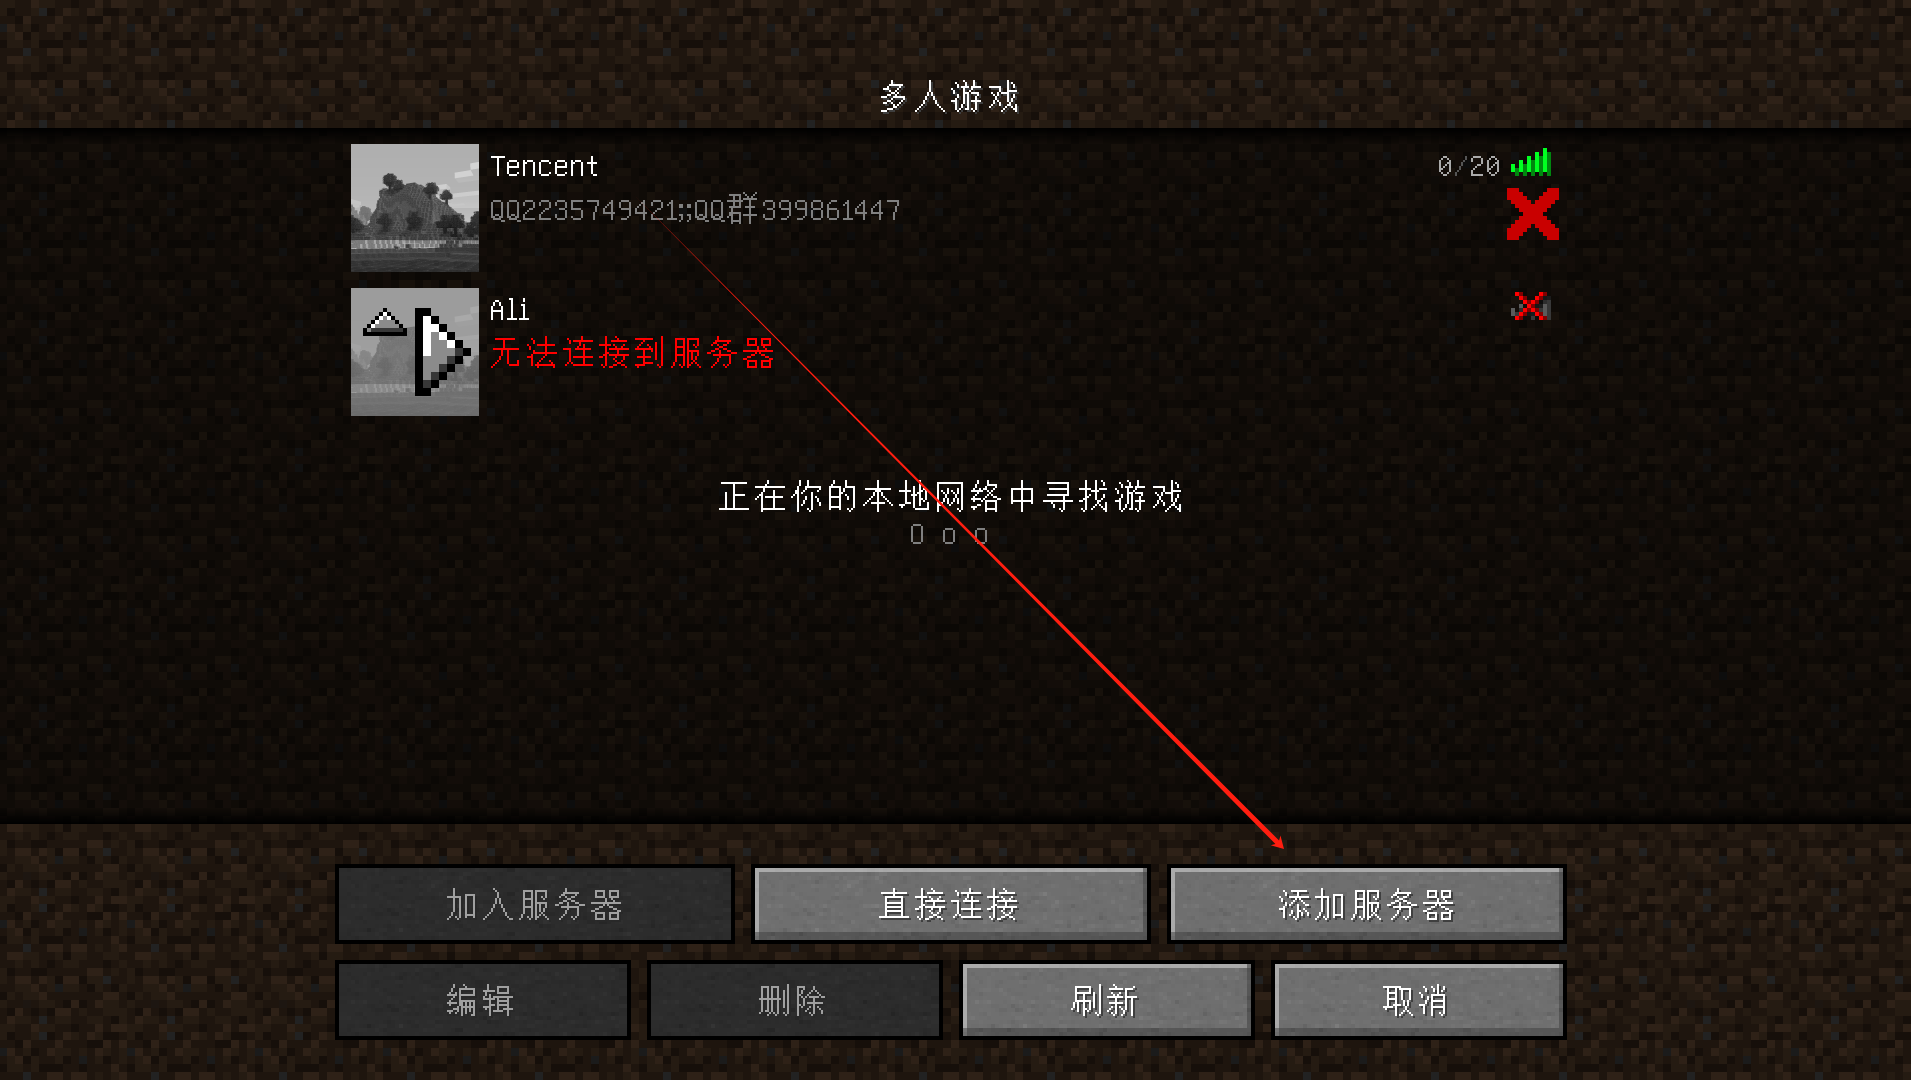 多人游戏
Tencent
0/20
QQ2235749421;;QQ群399861447
Ali
无法连接到服务器
正在你的本地网络中寻找游戏
O o o
加入服务器
直接连接
添加服务器
编辑
删除
刷新
取消